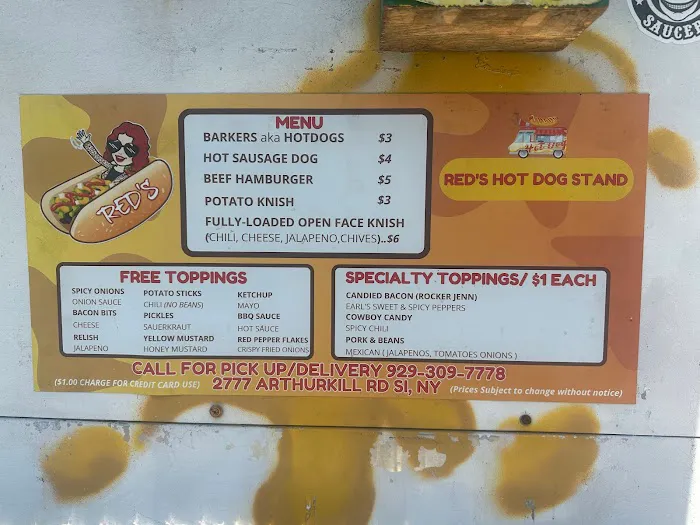 SAUCER
MENU
BARKERS aka HOTDOGS $3
HOT SAUSAGE DOG $4
BEEF HAMBURGER $5
POTATO KNISH $3
FULLY-LOADED OPEN FACE KNISH
(CHILI, CHEESE, JALAPENO,CHIVES)..$6
RED'S
Hot Dog
RED'S HOT DOG STAND
FREE TOPPINGS
SPICY ONIONS POTATO STICKS KETCHUP
ONION SAUCE CHILI (NO BEANS) MAYO
BACON BITS PICKLES BBQ SAUCE
CHEESE SAUERKRAUT HOT SAUCE
RELISH YELLOW MUSTARD RED PEPPER FLAKES
JALAPENO HONEY MUSTARD CRISPY FRIED ONIONS
SPECIALTY TOPPINGS/ $1 EACH
CANDIED BACON (ROCKER JENN)
EARL'S SWEET & SPICY PEPPERS
COWBOY CANDY
SPICY CHILI
PORK & BEANS
MEXICAN ( JALAPENOS, TOMATOES ONIONS )
CALL FOR PICK UP/DELIVERY 929-309-7778
($1.00 CHARGE FOR CREDIT CARD USE) 2777 ARTHURKILL RD SI, NY (Prices Subject to change without notice)